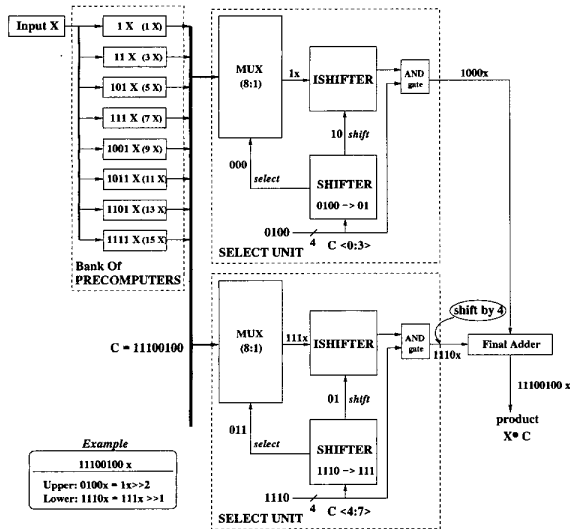 Input X
1 X (1 X)
11 X (3 X)
101 X (5 X)
111 X (7 X)
1001 X (9 X)
1011 X (11 X)
1101 X (13 X)
1111 X (15 X)
Bank Of
PRECOMPUTERS
MUX
(8:1)
1x
ISHIFTER
AND
gate
1000x
10 shift
000
select
SHIFTER
0100 -> 01
0100
4
C <0:3>
SELECT UNIT
C = 11100100
MUX
(8:1)
111x
ISHIFTER
AND
gate
shift by 4
1110x
Final Adder
01 shift
011
select
SHIFTER
1110 -> 111
1110
4
C <4:7>
SELECT UNIT
11100100 x
product
X • C
Example
11100100 x
Upper: 0100x = 1x>>2
Lower: 1110x = 111x >>1